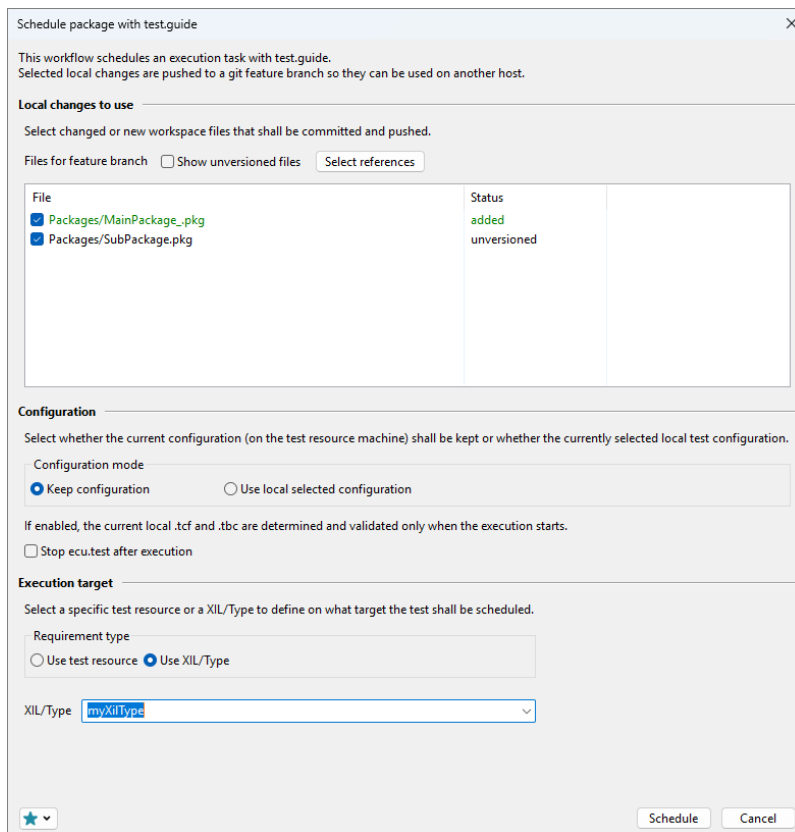 Schedule package with test.guide
This workflow schedules an execution task with test.guide.
Selected local changes are pushed to a git feature branch so they can be used on another host.
Local changes to use
Select changed or new workspace files that shall be committed and pushed.
Files for feature branch Show unversioned files Select references
File Status
Packages/MainPackage_.pkg added
Packages/SubPackage.pkg unversioned
Configuration
Select whether the current configuration (on the test resource machine) shall be kept or whether the currently selected local test configuration.
Configuration mode
Keep configuration Use local selected configuration
If enabled, the current local .tcf and .tbc are determined and validated only when the execution starts.
Stop ecu.test after execution
Execution target
Select a specific test resource or a XIL/Type to define on what target the test shall be scheduled.
Requirement type
Use test resource Use XIL/Type
XIL/Type myXilType
Schedule Cancel